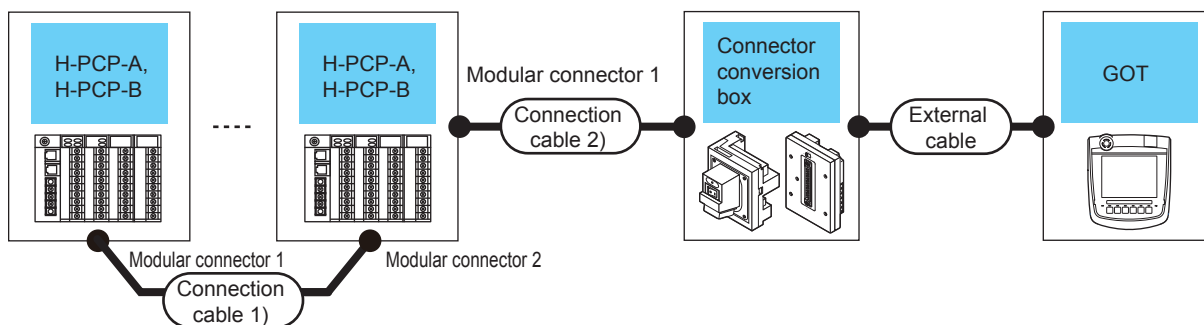 H-PCP-A,
H-PCP-B
H-PCP-A,
H-PCP-B
Modular connector 1
Connection
cable 2)
Connector
conversion
box
External
cable
GOT
Modular connector 1
Modular connector 2
Connection
cable 1)